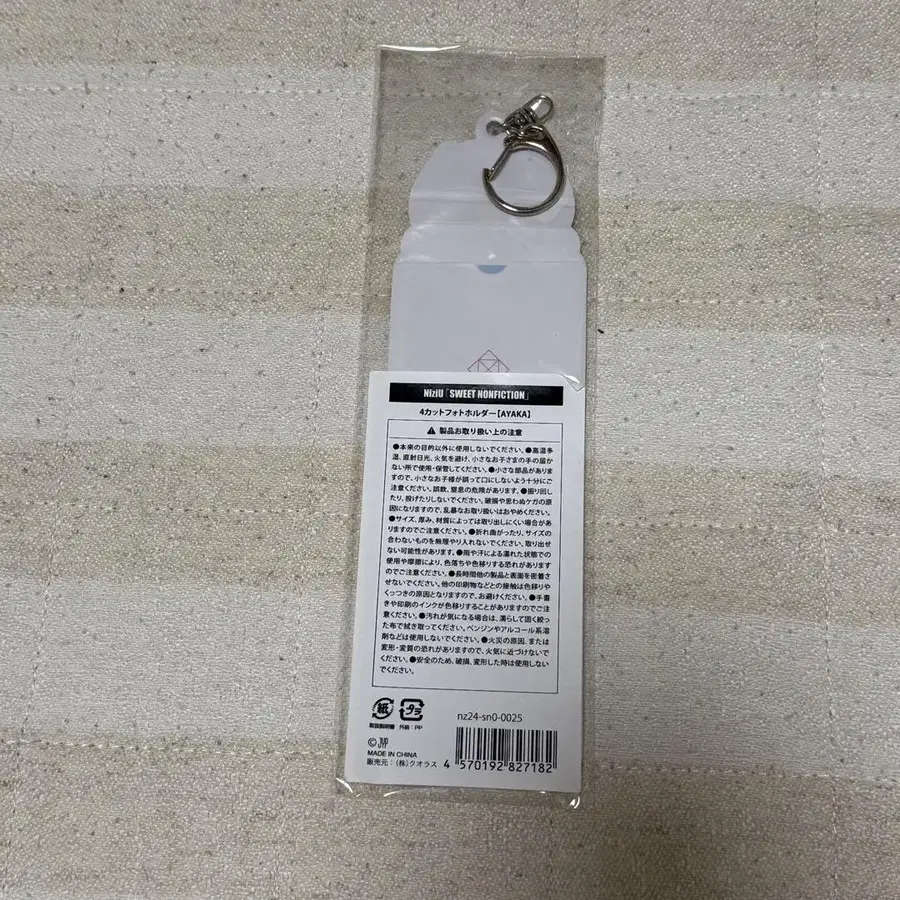 NiziU「SWEET NONFICTION」
4カットフォトホルダー【AYAKA】
⚠ 製品お取り扱い上の注意
●本来の目的以外に使用しないでください。●高温多
湿、直射日光、火気を避け、小さなお子さまの手の届か
ない所で使用・保管してください。●小さな部品がありま
すので、小さなお子様が誤って口にしないよう十分にご
注意ください。誤飲、窒息の危険があります。●振り回し
たり、投げたりしないでください。破損や思わぬケガの原
因になりますので、乱暴なお取り扱いはおやめください。
●サイズ、厚み、材質によっては取り出しにくい場合があり
ますのでご注意ください。●折れ曲がったり、サイズの
合わないものを無理やり入れないでください。取り出せ
ない可能性があります。●雨や汗による濡れた状態での
使用や摩擦により、色落ちや色移りする恐れがあります
のでご注意ください。●長時間他の製品と表面を密着さ
せないでください。他の印刷物などとの接触は色移りや
くっつきの原因となりますので、お避けください。●手書
きや印刷のインクが色移りすることがありますのでご注
意ください。●汚れが気になる場合は、濡らして固く絞っ
た布で拭き取ってください。ベンジンやアルコール系溶
剤などは使用しないでください。●火災の原因、または
変形・変質の恐れがありますので、火気に近づけないで
ください。●安全のため、破損、変形した時は使用しない
でください。
紙 プラ
取扱説明書 外装:PP
nz24-sn0-0025
© JYP
MADE IN CHINA
販売元:(株)クオラス
4 570192 827182